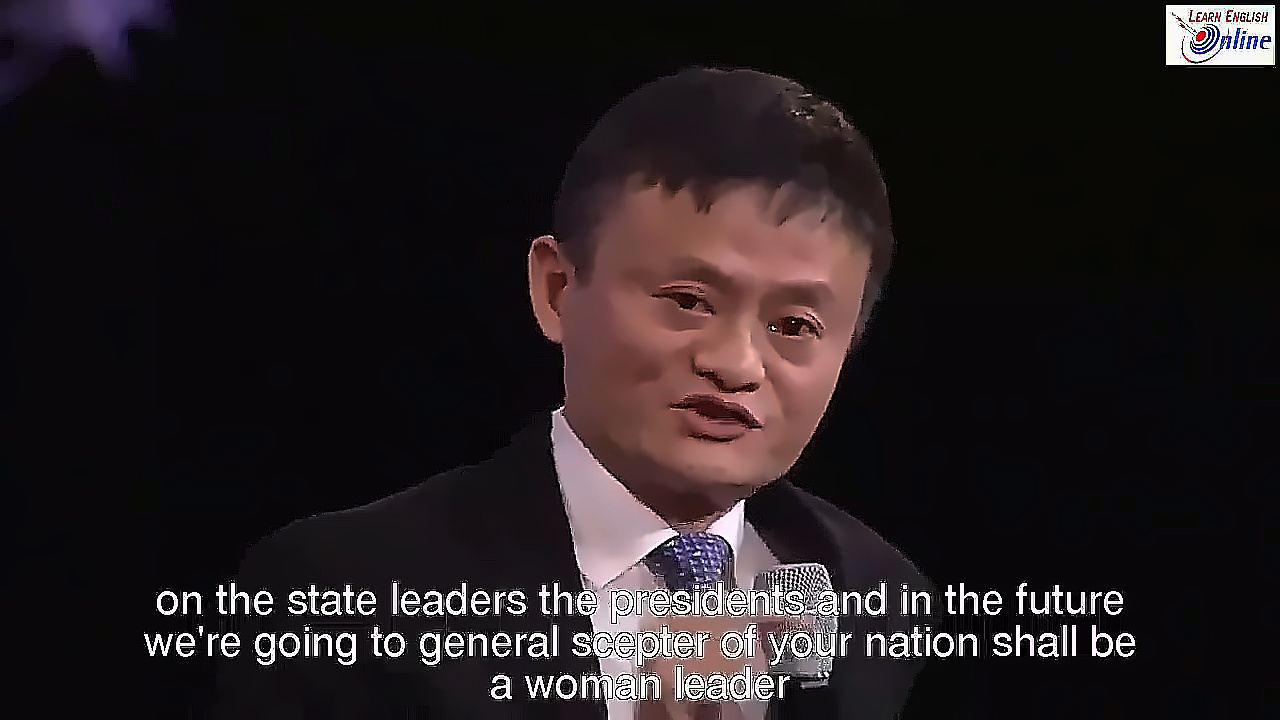 LEARN ENGLISH
Online
on the state leaders the presidents and in the future
we're going to general scepter of your nation shall be
a woman leader